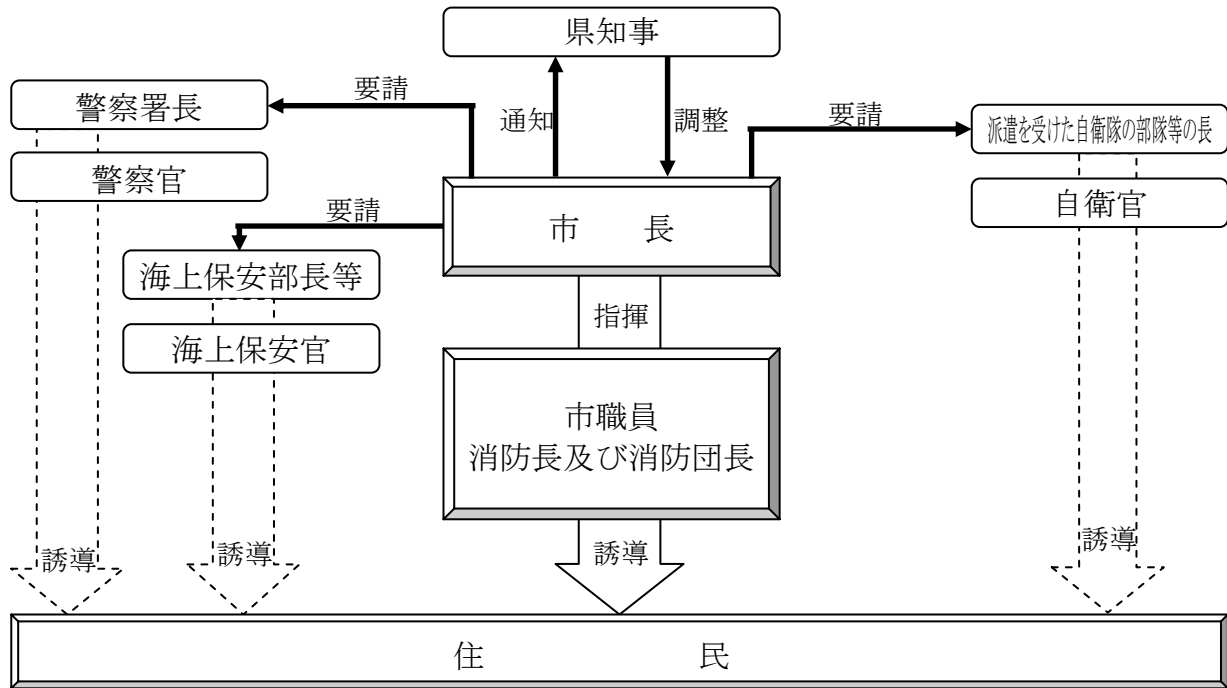 県知事
警察署長
要請
通知
調整
要請
派遣を受けた自衛隊の部隊等の長
警察官
自衛官
要請
市　　長
海上保安部長等
指揮
海上保安官
市職員
消防長及び消防団長
誘導
誘導
誘導
誘導
住　　　　民